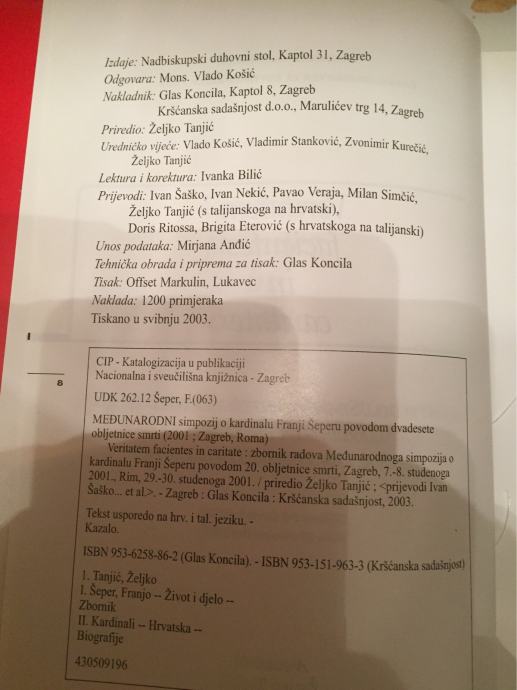 Izdaje: Nadbiskupski duhovni stol, Kaptol 31, Zagreb
Odgovara: Mons. Vlado Košić
Nakladnik: Glas Koncila, Kaptol 8, Zagreb
Kršćanska sadašnjost d.o.o., Marulićev trg 14, Zagreb
Priredio: Željko Tanjić
Uredničko vijeće: Vlado Košić, Vladimir Stanković, Zvonimir Kurečić,
Željko Tanjić
Lektura i korektura: Ivanka Bilić
Prijevodi: Ivan Šaško, Ivan Nekić, Pavao Veraja, Milan Simčić,
Željko Tanjić (s talijanskoga na hrvatski),
Doris Ritossa, Brigita Eterović (s hrvatskoga na talijanski)
Unos podataka: Mirjana Anđić
Tehnička obrada i priprema za tisak: Glas Koncila
Tisak: Offset Markulin, Lukavec
Naklada: 1200 primjeraka
Tiskano u svibnju 2003.
8
CIP - Katalogizacija u publikaciji
Nacionalna i sveučilišna knjižnica - Zagreb
UDK 262.12 Šeper, F.(063)
MEĐUNARODNI simpozij o kardinalu Franji Šeperu povodom dvadesete
obljetnice smrti (2001 ; Zagreb, Roma)
Veritatem facientes in caritate : zbornik radova Međunarodnoga simpozija o
kardinalu Franji Šeperu povodom 20. obljetnice smrti, Zagreb, 7.-8. studenoga
2001., Rim, 29.-30. studenoga 2001. / priredio Željko Tanjić ; <prijevodi Ivan
Šaško... et al.>. - Zagreb : Glas Koncila : Kršćanska sadašnjost, 2003.
Tekst usporedo na hrv. i tal. jeziku. -
Kazalo.
ISBN 953-6258-86-2 (Glas Koncila). - ISBN 953-151-963-3 (Kršćanska sadašnjost)
1. Tanjić, Željko
I. Šeper, Franjo -- Život i djelo --
Zbornik
II. Kardinali -- Hrvatska --
Biografije
430509196